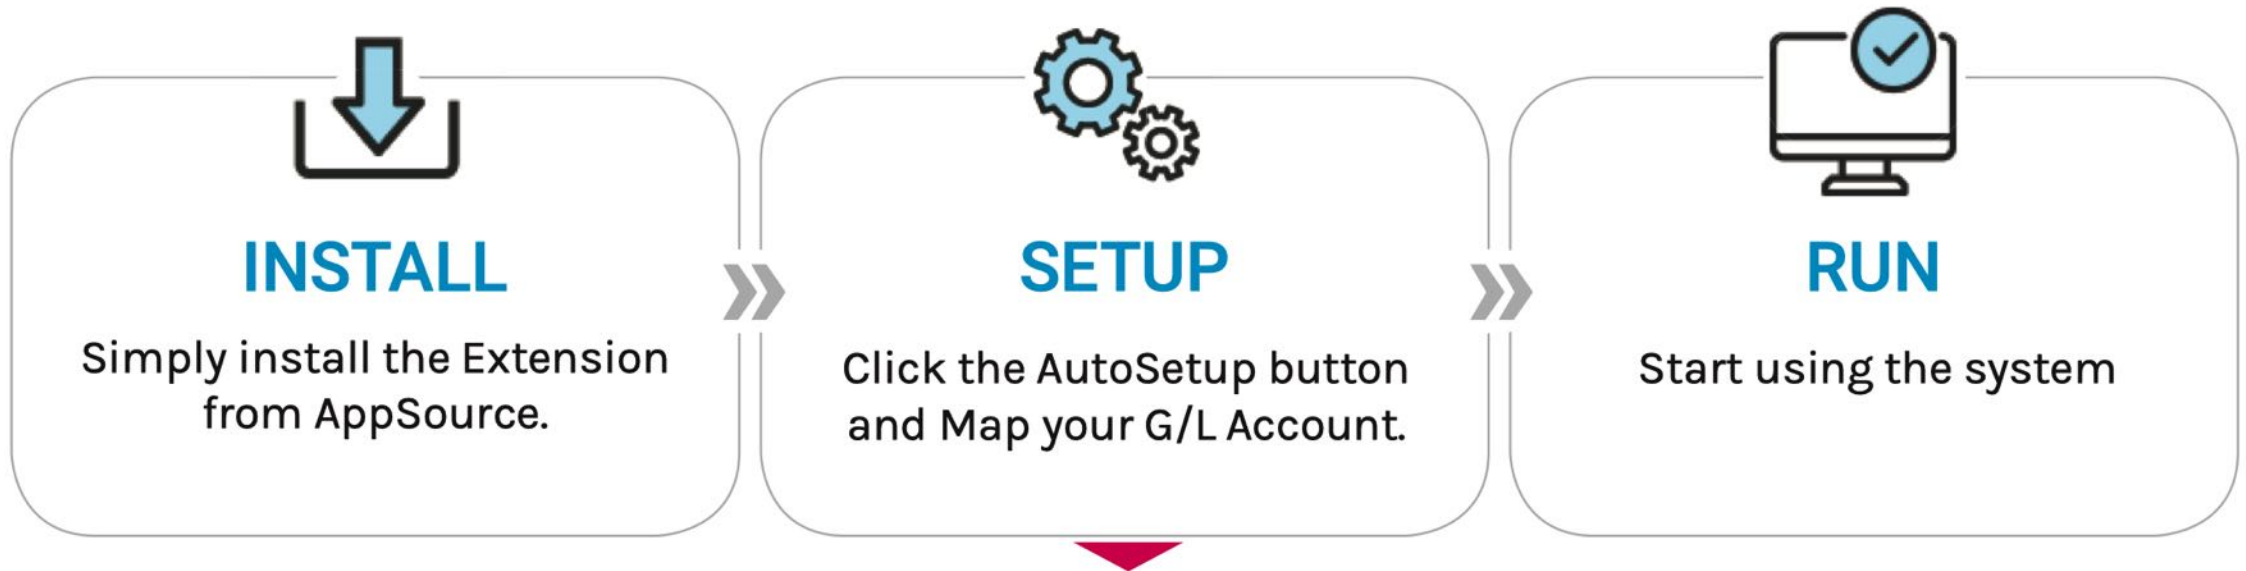 INSTALL
Simply install the Extension
from AppSource.
SETUP
Click the AutoSetup button
and Map your G/L Account.
RUN
Start using the system